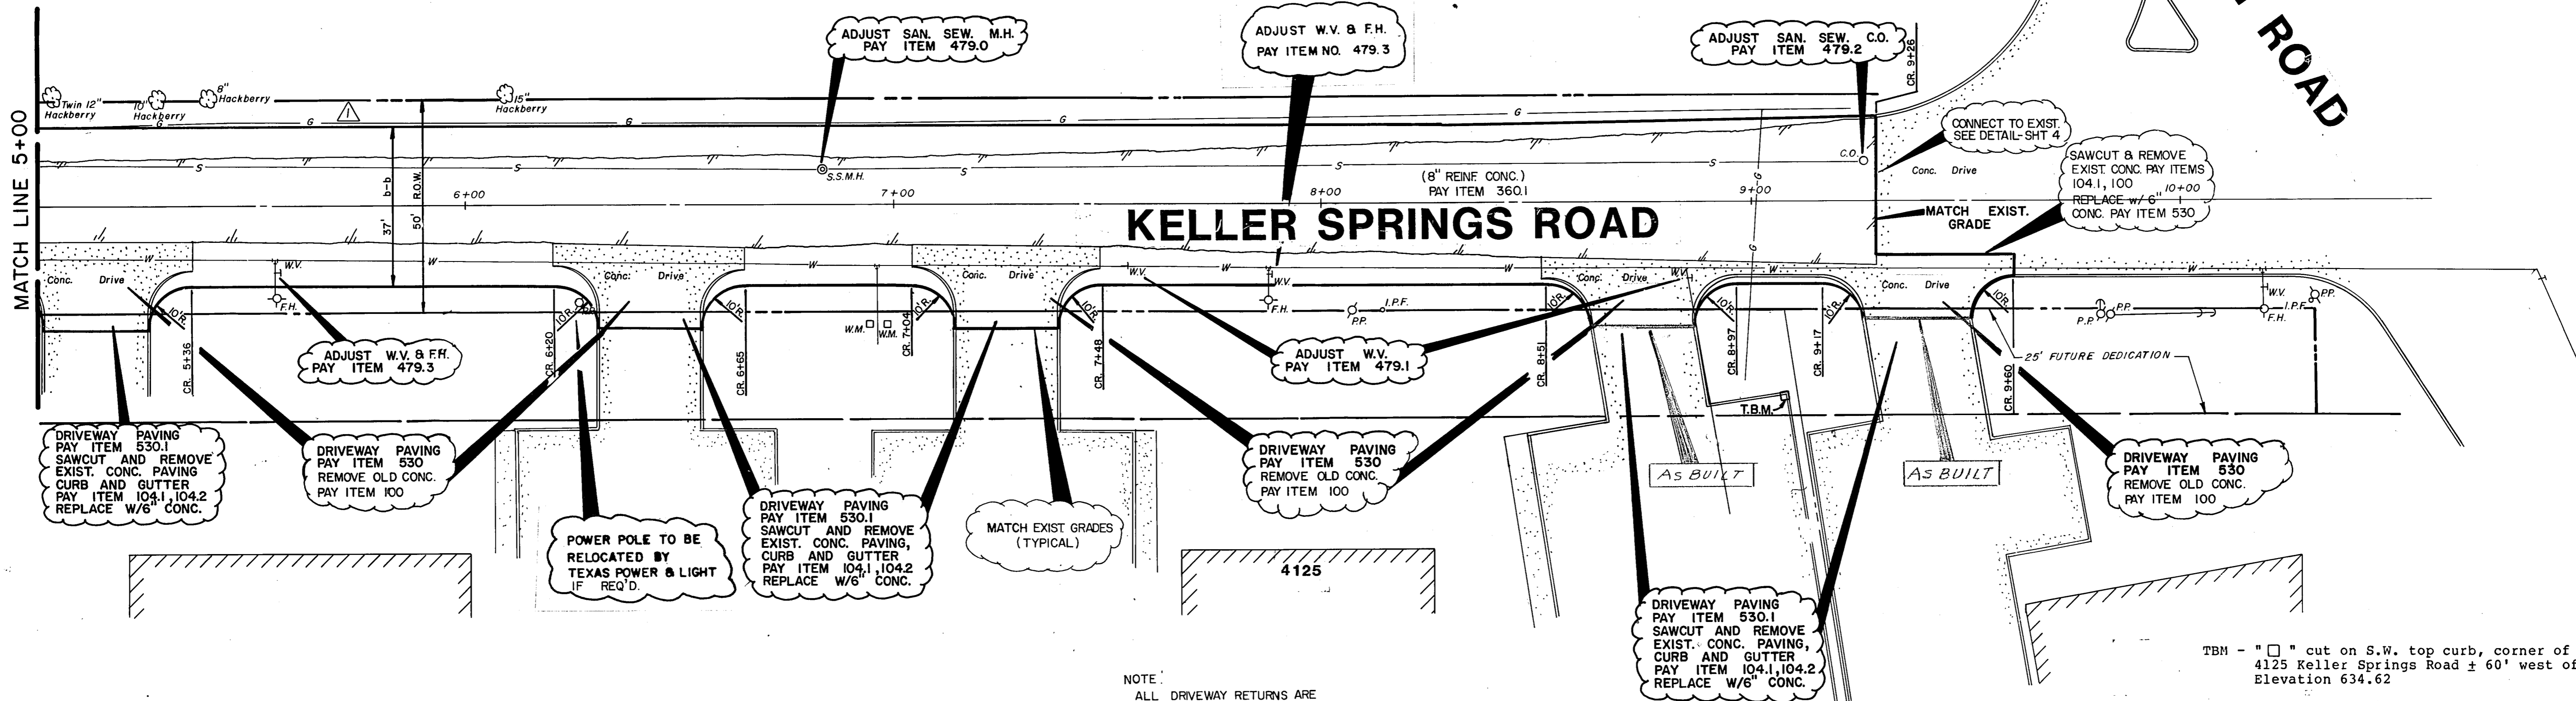 MATCH LINE 5+00
Twin 12"
Hackberry
10"
Hackberry
8"
Hackberry
1
15"
Hackberry
ADJUST SAN. SEW. M.H.
PAY ITEM 479.0
ADJUST W.V. & F.H.
PAY ITEM NO. 479.3
ADJUST SAN. SEW. C.O.
PAY ITEM 479.2
CR. 9+26
ROAD
CONNECT TO EXIST.
SEE DETAIL-SHT 4
SAWCUT & REMOVE
EXIST. CONC. PAY ITEMS
104.1, 100
REPLACE w/ 6"
CONC. PAY ITEM 530
10+00
Conc. Drive
MATCH EXIST.
GRADE
G G G G G
S S S S S S
S.S.M.H.
C.O.
37' b-b
50' R.O.W.
6+00
7+00
8+00
9+00
(8" REINF. CONC.)
PAY ITEM 360.1
KELLER SPRINGS ROAD
G
G
W W W W W W W
Conc. Drive
W.V.
F.H.
Conc. Drive
Conc. Drive
W.V.
W.V.
F.H.
P.P.
I.P.F.
Conc. Drive
W.V.
Conc. Drive
P.P.
P.P.
W.V.
F.H.
I.P.F.
P.P.
10'R.
10'R.
10'R.
10'R.
10'R.
10'R.
10'R.
10'R.
10'R.
W.M.
W.M.
CR. 5+36
CR. 6+20
CR. 6+65
CR. 7+04
CR. 7+48
CR. 8+51
CR. 8+97
CR. 9+17
CR. 9+60
25' FUTURE DEDICATION
T.B.M.
ADJUST W.V. & F.H.
PAY ITEM 479.3
ADJUST W.V.
PAY ITEM 479.1
DRIVEWAY PAVING
PAY ITEM 530.1
SAWCUT AND REMOVE
EXIST. CONC. PAVING
CURB AND GUTTER
PAY ITEM 104.1, 104.2
REPLACE W/6" CONC.
DRIVEWAY PAVING
PAY ITEM 530
REMOVE OLD CONC.
PAY ITEM 100
POWER POLE TO BE
RELOCATED BY
TEXAS POWER & LIGHT
IF REQ'D.
DRIVEWAY PAVING
PAY ITEM 530.1
SAWCUT AND REMOVE
EXIST. CONC. PAVING,
CURB AND GUTTER
PAY ITEM 104.1, 104.2
REPLACE W/6" CONC.
MATCH EXIST GRADES
(TYPICAL)
DRIVEWAY PAVING
PAY ITEM 530
REMOVE OLD CONC.
PAY ITEM 100
AS BUILT
AS BUILT
DRIVEWAY PAVING
PAY ITEM 530
REMOVE OLD CONC.
PAY ITEM 100
4125
DRIVEWAY PAVING
PAY ITEM 530.1
SAWCUT AND REMOVE
EXIST. CONC. PAVING,
CURB AND GUTTER
PAY ITEM 104.1, 104.2
REPLACE W/6" CONC.
NOTE:
ALL DRIVEWAY RETURNS ARE
TBM - "□" cut on S.W. top curb, corner of
4125 Keller Springs Road ± 60' west of
Elevation 634.62